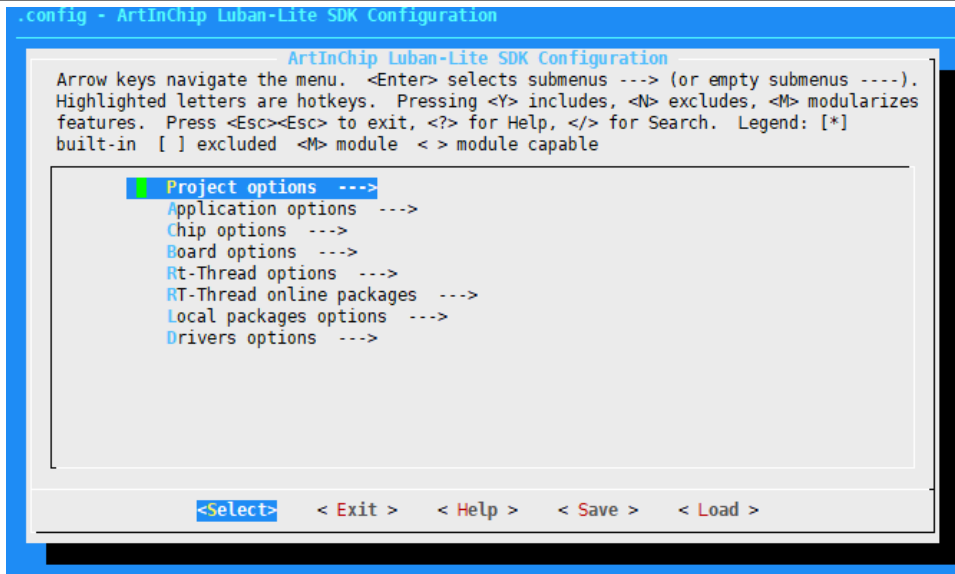 .config - ArtInChip Luban-Lite SDK Configuration
ArtInChip Luban-Lite SDK Configuration
Arrow keys navigate the menu.  <Enter> selects submenus ---> (or empty submenus ----).
Highlighted letters are hotkeys.  Pressing <Y> includes, <N> excludes, <M> modularizes
features.  Press <Esc><Esc> to exit, <?> for Help, </> for Search.  Legend: [*]
built-in  [ ] excluded  <M> module  < > module capable
Project options  --->
Application options  --->
Chip options  --->
Board options  --->
Rt-Thread options  --->
RT-Thread online packages  --->
Local packages options  --->
Drivers options  --->
<Select>    < Exit >    < Help >    < Save >    < Load >